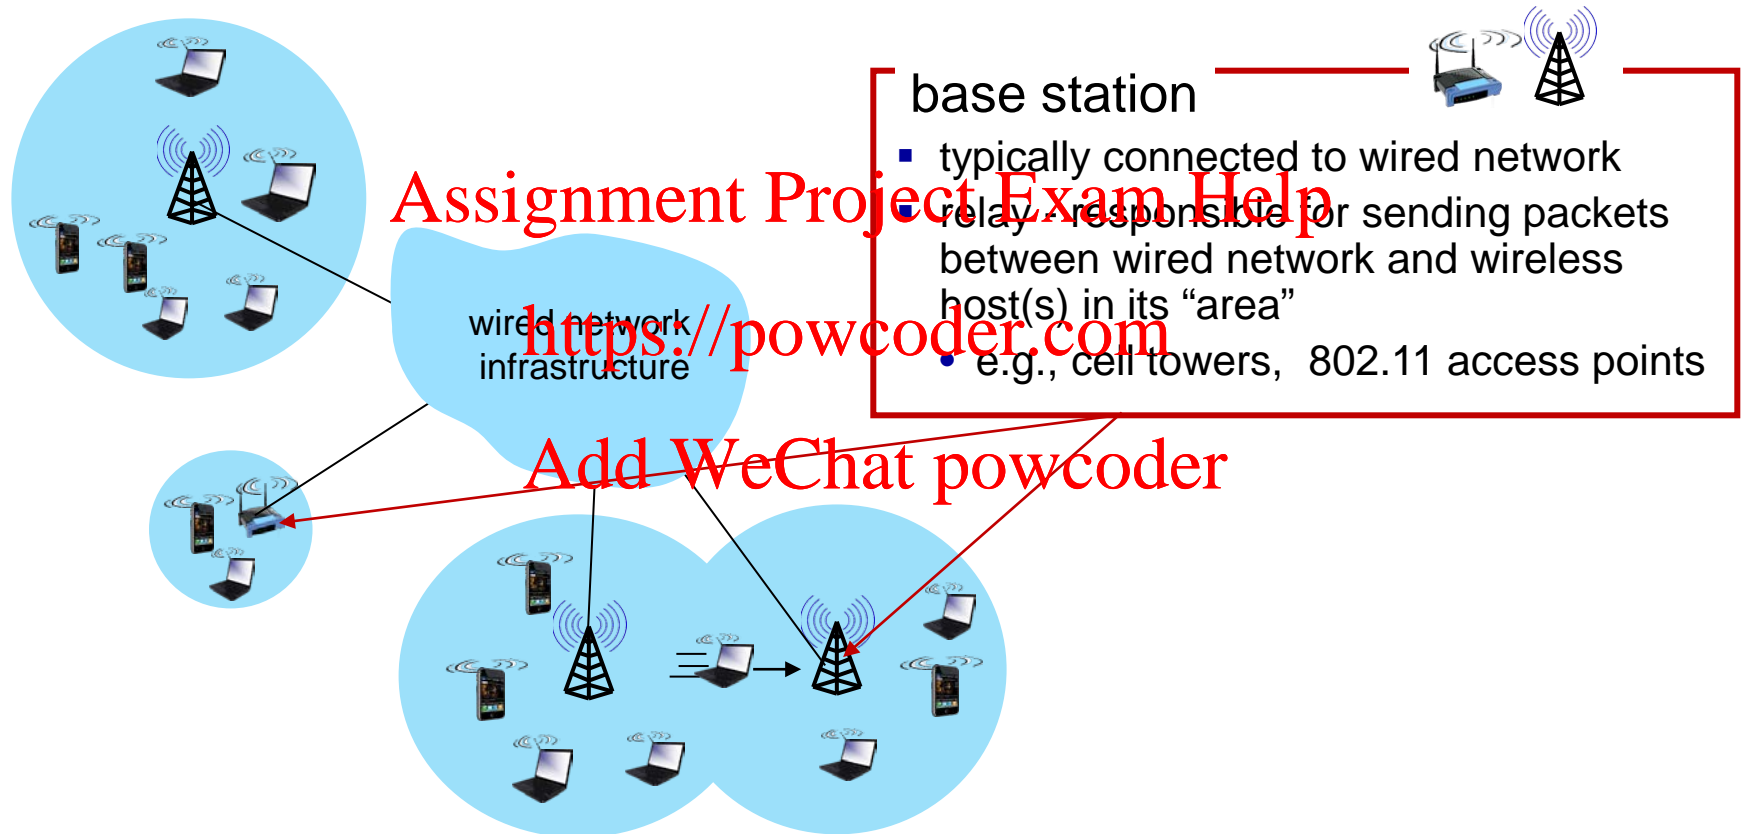 base station
▪ typically connected to wired network
Assignment Project Exam Help
▪ relay - responsible for sending packets
between wired network and wireless
host(s) in its “area”
wired network
infrastructure
https://powcoder.com
• e.g., cell towers, 802.11 access points
Add WeChat powcoder